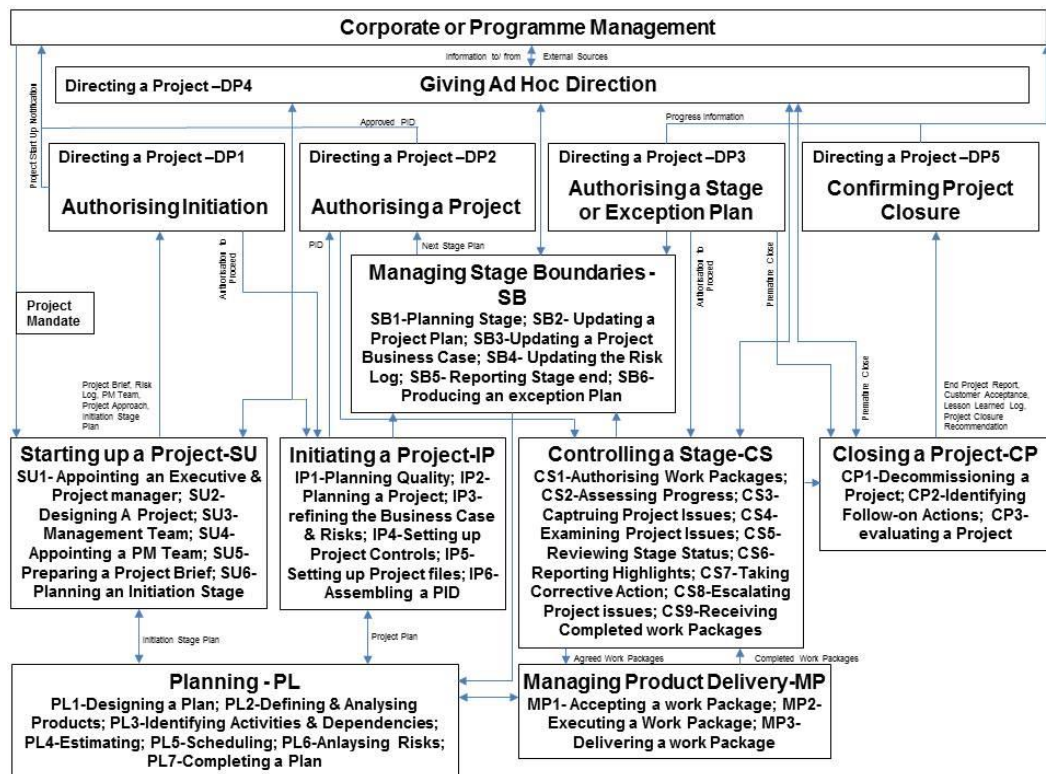 Corporate or Programme Management
Information to/ from
External Sources
Directing a Project –DP4
Giving Ad Hoc Direction
Project Start Up Notification
Approved PID
Progress Information
Directing a Project –DP1
Authorising Initiation
Directing a Project –DP2
Authorising a Project
Directing a Project –DP3
Authorising a Stage
or Exception Plan
Directing a Project –DP5
Confirming Project
Closure
Authorisation to
Proceed
PID
Next Stage Plan
Authorisation to
Proceed
Premature Close
Managing Stage Boundaries -
SB
SB1-Planning Stage; SB2- Updating a
Project Plan; SB3-Updating a Project
Business Case; SB4- Updating the Risk
Log; SB5- Reporting Stage end; SB6-
Producing an exception Plan
Project
Mandate
Project Brief, Risk
Log, PM Team,
Project Approach,
Initiation Stage
Plan
Premature Close
End Project Report,
Customer Acceptance,
Lesson Learned Log,
Project Closure
Recommendation
Starting up a Project-SU
SU1- Appointing an Executive &
Project manager; SU2-
Designing A Project; SU3-
Management Team; SU4-
Appointing a PM Team; SU5-
Preparing a Project Brief; SU6-
Planning an Initiation Stage
Initiating a Project-IP
IP1-Planning Quality; IP2-
Planning a Project; IP3-
refining the Business Case
& Risks; IP4-Setting up
Project Controls; IP5-
Setting up Project files; IP6-
Assembling a PID
Controlling a Stage-CS
CS1-Authorising Work Packages;
CS2-Assessing Progress; CS3-
Captruing Project Issues; CS4-
Examining Project Issues; CS5-
Reviewing Stage Status; CS6-
Reporting Highlights; CS7-Taking
Corrective Action; CS8-Escalating
Project issues; CS9-Receiving
Completed work Packages
Closing a Project-CP
CP1-Decommissioning a
Project; CP2-Identifying
Follow-on Actions; CP3-
evaluating a Project
Initiation Stage Plan
Project Plan
Agreed Work Packages
Completed Work Packages
Planning - PL
PL1-Designing a Plan; PL2-Defining & Analysing
Products; PL3-Identifying Activities & Dependencies;
PL4-Estimating; PL5-Scheduling; PL6-Anlaysing Risks;
PL7-Completing a Plan
Managing Product Delivery-MP
MP1- Accepting a work Package; MP2-
Executing a Work Package; MP3-
Delivering a work Package